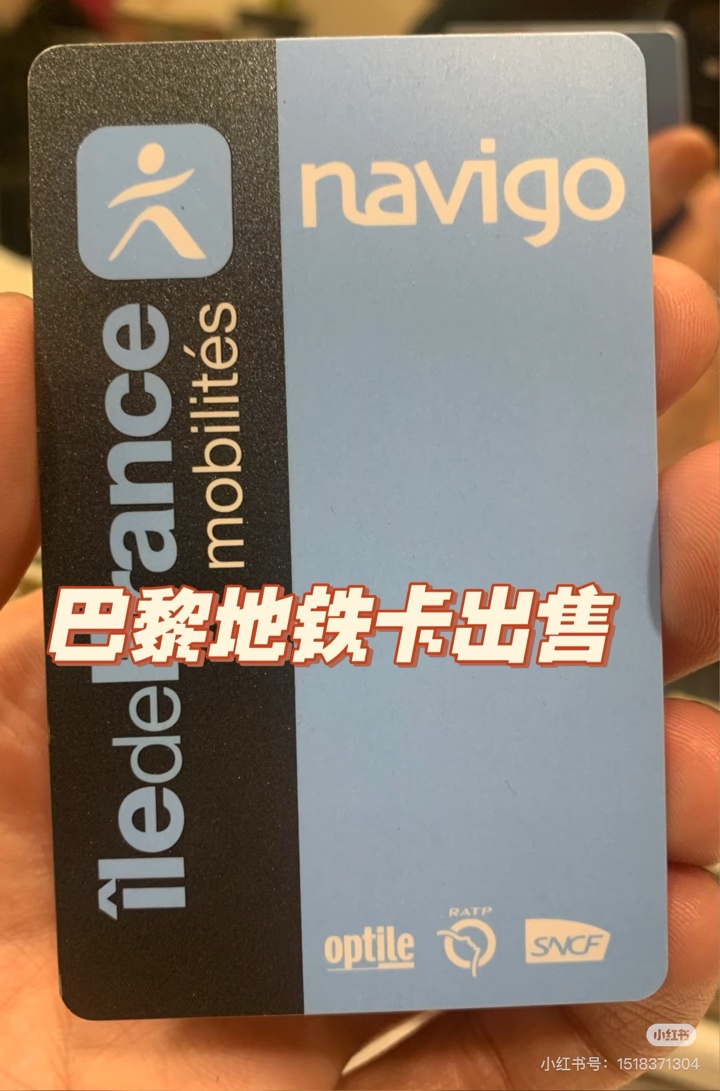 navigo
îledeFrance
mobilités
巴黎地铁卡出售
optile
RATP
SNCF
小红书
小红书号：1518371304